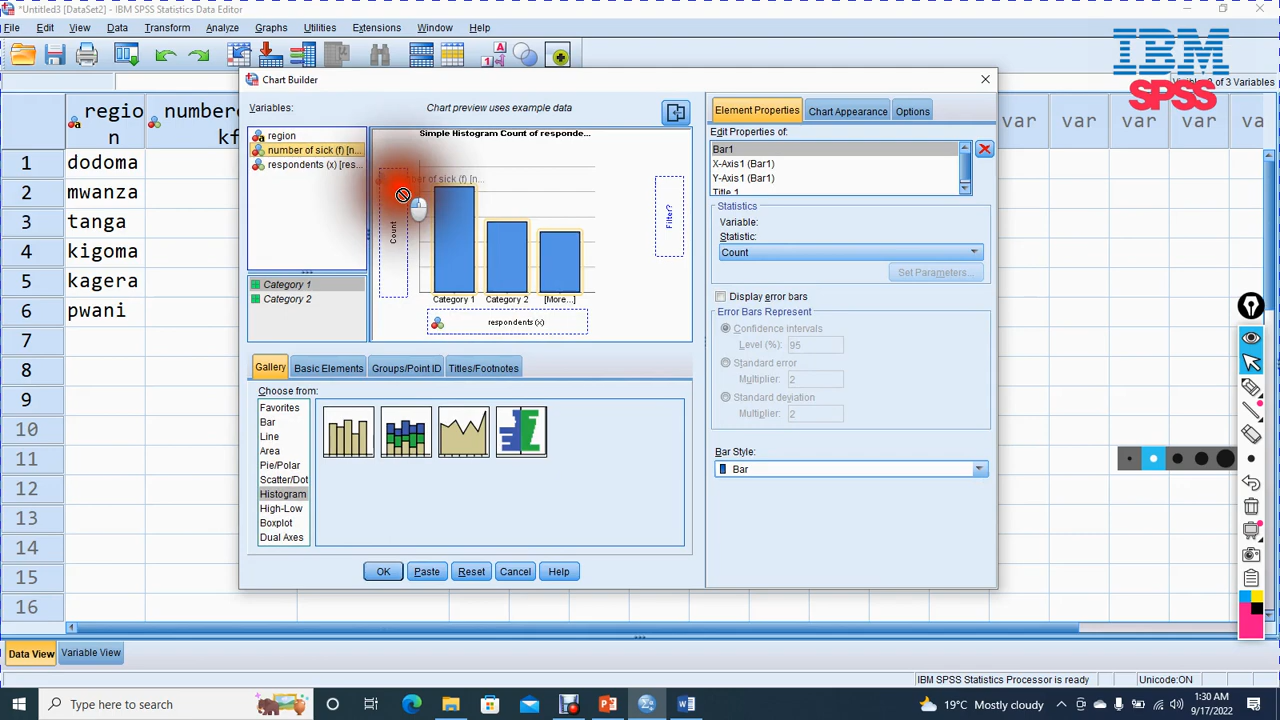 *Untitled3 [DataSet2] - IBM SPSS Statistics Data Editor
File Edit View Data Transform Analyze Graphs Utilities Extensions Window Help
IBM
SPSS
Chart Builder
3 Variables
Variables:
Chart preview uses example data
region
number of sick (f) [n...
respondents (x) [res...
Category 1
Category 2
Simple Histogram Count of responde...
[n...
Count
Filter?
Category 1 Category 2 [More...]
respondents (x)
Gallery Basic Elements Groups/Point ID Titles/Footnotes
Choose from:
Favorites
Bar
Line
Area
Pie/Polar
Scatter/Dot
Histogram
High-Low
Boxplot
Dual Axes
OK Paste Reset Cancel Help
Element Properties Chart Appearance Options
Edit Properties of:
Bar1
X-Axis1 (Bar1)
Y-Axis1 (Bar1)
Title 1
Statistics
Variable:
Statistic:
Count
Set Parameters...
Display error bars
Error Bars Represent
Confidence intervals
Level (%): 95
Standard error
Multiplier: 2
Standard deviation
Multiplier: 2
Bar Style:
Bar
regio
n
var var var var
1 dodoma
2 mwanza
3 tanga
4 kigoma
5 kagera
6 pwani
7
8
9
10
11
12
13
14
15
16
Data View Variable View
IBM SPSS Statistics Processor is ready Unicode:ON
Type here to search
19°C Mostly cloudy
1:30 AM
9/17/2022